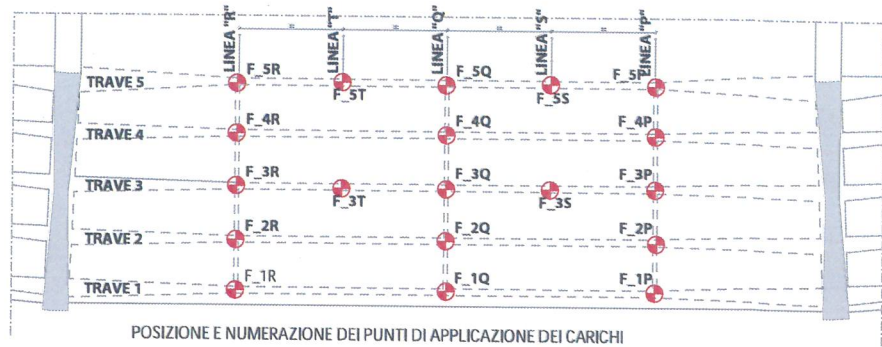 LINEA "R" LINEA "T" LINEA "Q" LINEA "S" LINEA "P"
TRAVE 5 F_5R F_5T F_5Q F_5S F_5P
TRAVE 4 F_4R F_4Q F_4P
TRAVE 3 F_3R F_3T F_3Q F_3S F_3P
TRAVE 2 F_2R F_2Q F_2P
TRAVE 1 F_1R F_1Q F_1P
POSIZIONE E NUMERAZIONE DEI PUNTI DI APPLICAZIONE DEI CARICHI